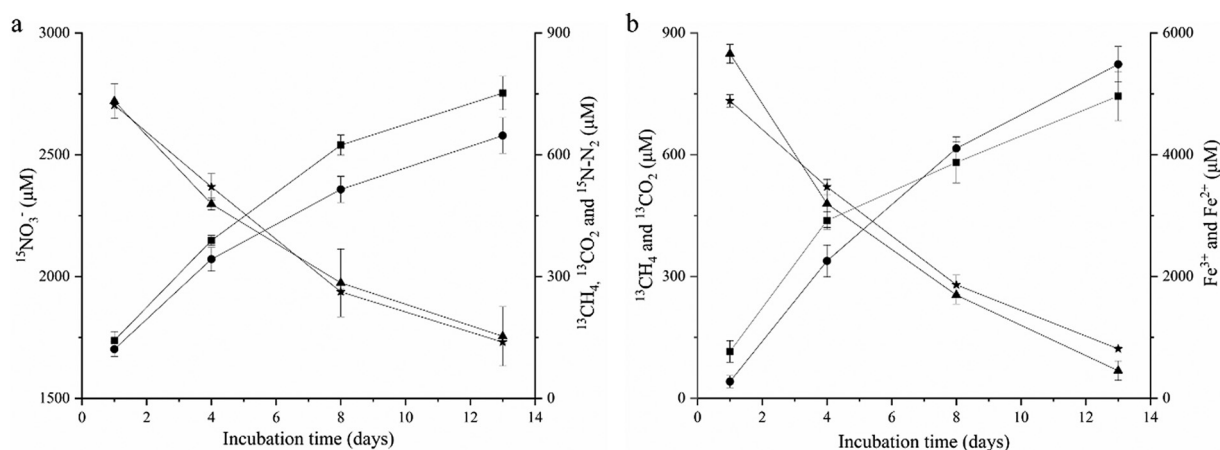 a
3000
2500
2000
1500
¹⁵NO₃⁻ (μM)
900
600
300
0
¹³CH₄, ¹³CO₂ and ¹⁵N-N₂ (μM)
0 2 4 6 8 10 12 14
Incubation time (days)
b
900
600
300
0
¹³CH₄ and ¹³CO₂ (μM)
6000
4000
2000
0
Fe³⁺ and Fe²⁺ (μM)
0 2 4 6 8 10 12 14
Incubation time (days)